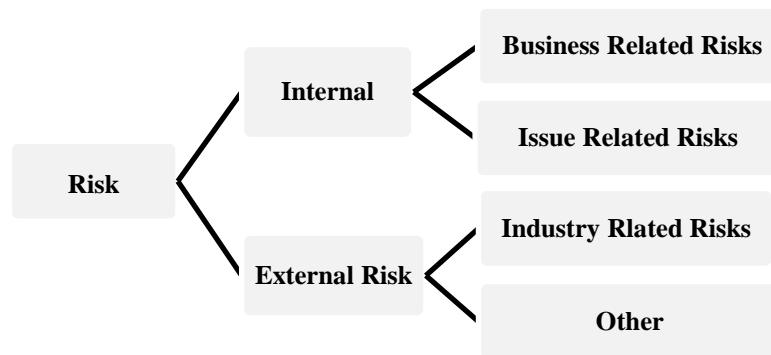 Business Related Risks
Internal
Issue Related Risks
Risk
Industry Rlated Risks
External Risk
Other